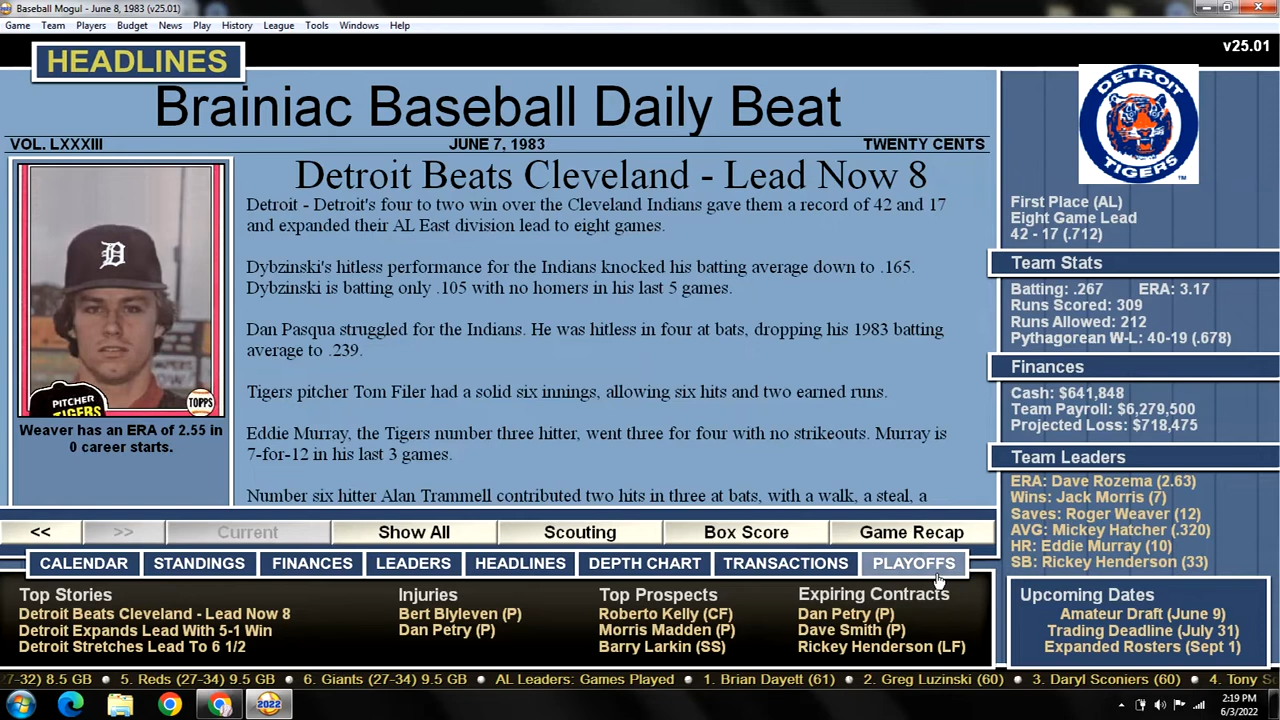 Baseball Mogul - June 8, 1983 (v25.01)
Game Team Players Budget News Play History League Tools Windows Help
HEADLINES
v25.01
Brainiac Baseball Daily Beat
VOL. LXXXIII JUNE 7, 1983 TWENTY CENTS
Detroit Beats Cleveland - Lead Now 8
Detroit - Detroit's four to two win over the Cleveland Indians gave them a record of 42 and 17
and expanded their AL East division lead to eight games.
Dybzinski's hitless performance for the Indians knocked his batting average down to .165.
Dybzinski is batting only .105 with no homers in his last 5 games.
Dan Pasqua struggled for the Indians. He was hitless in four at bats, dropping his 1983 batting
average to .239.
Tigers pitcher Tom Filer had a solid six innings, allowing six hits and two earned runs.
Eddie Murray, the Tigers number three hitter, went three for four with no strikeouts. Murray is
7-for-12 in his last 3 games.
Number six hitter Alan Trammell contributed two hits in three at bats, with a walk, a steal, a
D
PITCHER
TIGERS
TOPPS
Weaver has an ERA of 2.55 in
0 career starts.
DETROIT
TIGERS
TM
First Place (AL)
Eight Game Lead
42 - 17 (.712)
Team Stats
Batting: .267 ERA: 3.17
Runs Scored: 309
Runs Allowed: 212
Pythagorean W-L: 40-19 (.678)
Finances
Cash: $641,848
Team Payroll: $6,279,500
Projected Loss: $718,475
Team Leaders
ERA: Dave Rozema (2.63)
Wins: Jack Morris (7)
Saves: Roger Weaver (12)
AVG: Mickey Hatcher (.320)
HR: Eddie Murray (10)
SB: Rickey Henderson (33)
<< >> Current Show All Scouting Box Score Game Recap
CALENDAR STANDINGS FINANCES LEADERS HEADLINES DEPTH CHART TRANSACTIONS PLAYOFFS
Top Stories
Detroit Beats Cleveland - Lead Now 8
Detroit Expands Lead With 5-1 Win
Detroit Stretches Lead To 6 1/2
Injuries
Bert Blyleven (P)
Dan Petry (P)
Top Prospects
Roberto Kelly (CF)
Morris Madden (P)
Barry Larkin (SS)
Expiring Contracts
Dan Petry (P)
Dave Smith (P)
Rickey Henderson (LF)
Upcoming Dates
Amateur Draft (June 9)
Trading Deadline (July 31)
Expanded Rosters (Sept 1)
27-32) 8.5 GB 5. Reds (27-34) 9.5 GB 6. Giants (27-34) 9.5 GB AL Leaders: Games Played 1. Brian Dayett (61) 2. Greg Luzinski (60) 3. Daryl Sconiers (60) 4. Tony
2022
2:19 PM
6/3/2022